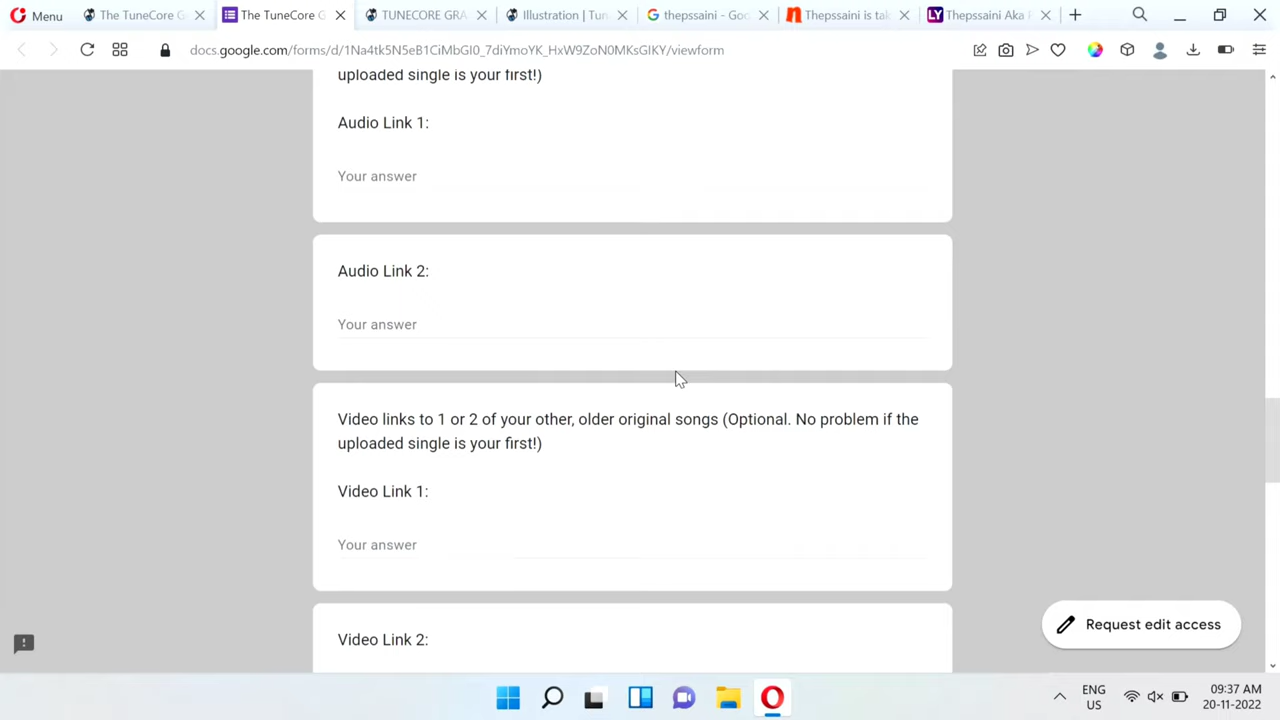 Menu
The TuneCore G
The TuneCore G
TUNECORE GRA
Illustration | Tun
thepssaini - Goo
Thepssaini is tak
Thepssaini Aka P
docs.google.com/forms/d/1Na4tk5N5eB1CiMbGI0_7diYmoYK_HxW9ZoN0MKsGIKY/viewform
uploaded single is your first!)
Audio Link 1:
Your answer
Audio Link 2:
Your answer
Video links to 1 or 2 of your other, older original songs (Optional. No problem if the
uploaded single is your first!)
Video Link 1:
Your answer
Video Link 2:
Request edit access
ENG
US
09:37 AM
20-11-2022